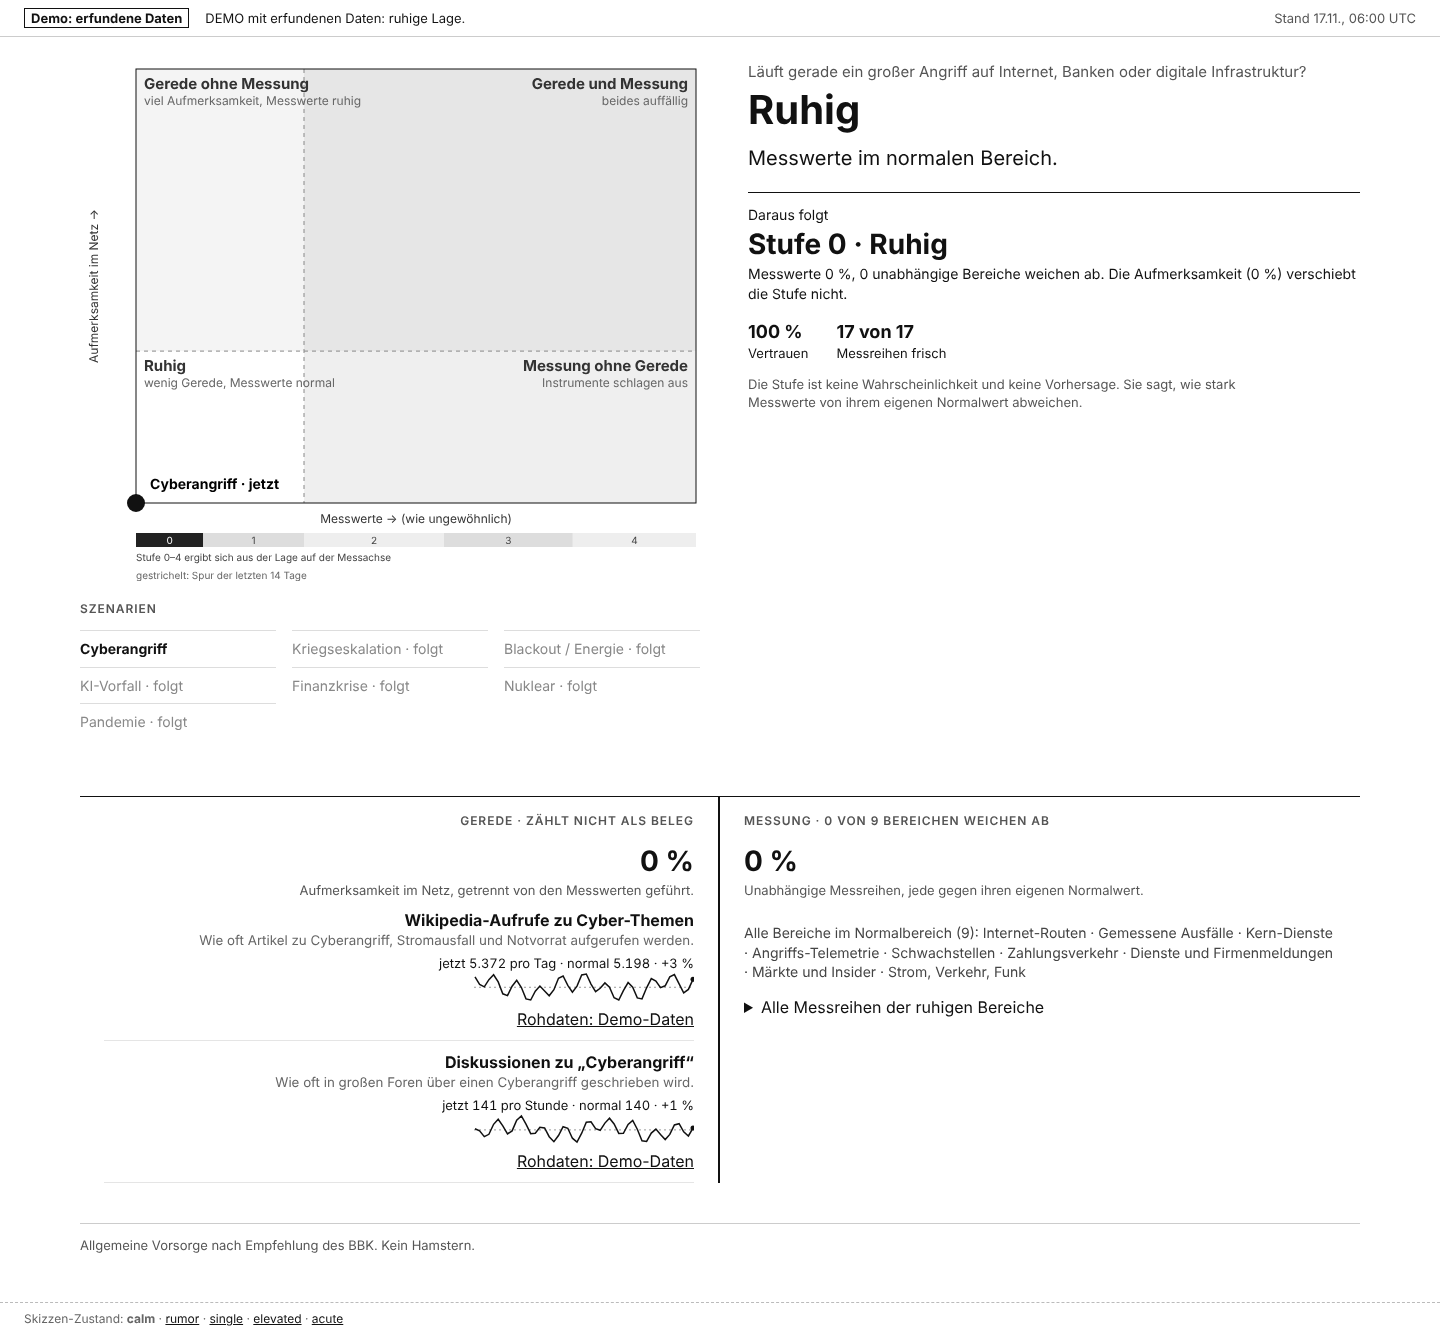 Demo: erfundene Daten
DEMO mit erfundenen Daten: ruhige Lage.
Stand 17.11., 06:00 UTC
Gerede ohne Messung
viel Aufmerksamkeit, Messwerte ruhig
Gerede und Messung
beides auffällig
Aufmerksamkeit im Netz →
Ruhig
wenig Gerede, Messwerte normal
Messung ohne Gerede
Instrumente schlagen aus
Cyberangriff · jetzt
Messwerte → (wie ungewöhnlich)
0 1 2 3 4
Stufe 0–4 ergibt sich aus der Lage auf der Messachse
gestrichelt: Spur der letzten 14 Tage
Läuft gerade ein großer Angriff auf Internet, Banken oder digitale Infrastruktur?
Ruhig
Messwerte im normalen Bereich.
Daraus folgt
Stufe 0 · Ruhig
Messwerte 0 %, 0 unabhängige Bereiche weichen ab. Die Aufmerksamkeit (0 %) verschiebt
die Stufe nicht.
100 %
Vertrauen
17 von 17
Messreihen frisch
Die Stufe ist keine Wahrscheinlichkeit und keine Vorhersage. Sie sagt, wie stark
Messwerte von ihrem eigenen Normalwert abweichen.
SZENARIEN
Cyberangriff
Kriegseskalation · folgt
Blackout / Energie · folgt
KI-Vorfall · folgt
Finanzkrise · folgt
Nuklear · folgt
Pandemie · folgt
GEREDE · ZÄHLT NICHT ALS BELEG
0 %
Aufmerksamkeit im Netz, getrennt von den Messwerten geführt.
Wikipedia-Aufrufe zu Cyber-Themen
Wie oft Artikel zu Cyberangriff, Stromausfall und Notvorrat aufgerufen werden.
jetzt 5.372 pro Tag · normal 5.198 · +3 %
Rohdaten: Demo-Daten
Diskussionen zu „Cyberangriff“
Wie oft in großen Foren über einen Cyberangriff geschrieben wird.
jetzt 141 pro Stunde · normal 140 · +1 %
Rohdaten: Demo-Daten
MESSUNG · 0 VON 9 BEREICHEN WEICHEN AB
0 %
Unabhängige Messreihen, jede gegen ihren eigenen Normalwert.
Alle Bereiche im Normalbereich (9): Internet-Routen · Gemessene Ausfälle · Kern-Dienste
· Angriffs-Telemetrie · Schwachstellen · Zahlungsverkehr · Dienste und Firmenmeldungen
· Märkte und Insider · Strom, Verkehr, Funk
▶ Alle Messreihen der ruhigen Bereiche
Allgemeine Vorsorge nach Empfehlung des BBK. Kein Hamstern.
Skizzen-Zustand: calm · rumor · single · elevated · acute